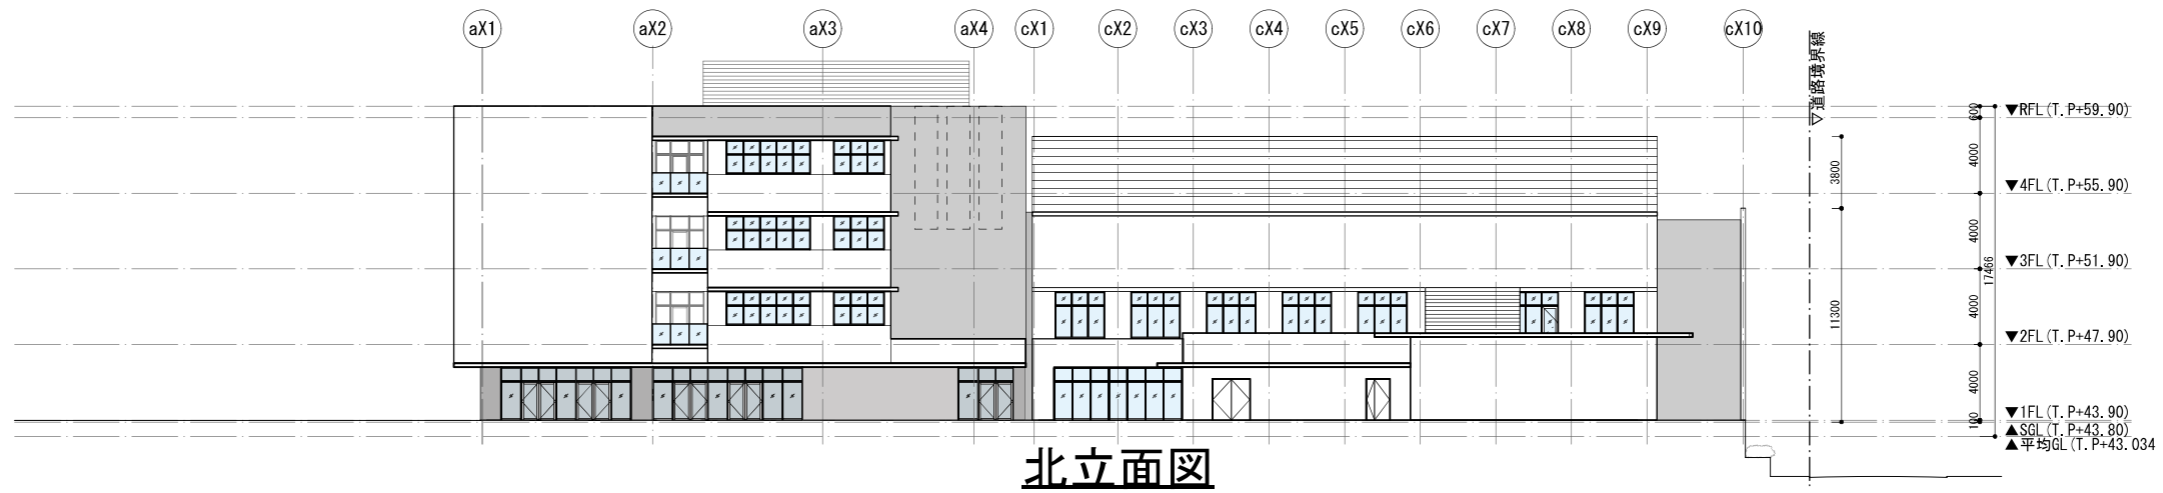 aX1 aX2 aX3 aX4 cX1 cX2 cX3 cX4 cX5 cX6 cX7 cX8 cX9 cX10
▽道路境界線
600
▼RFL(T.P+59.90)
4000
3800
▼4FL(T.P+55.90)
4000
▼3FL(T.P+51.90)
17466
4000
11300
▼2FL(T.P+47.90)
4000
▼1FL(T.P+43.90)
100
▲SGL(T.P+43.80)
▲平均GL(T.P+43.034
北立面図